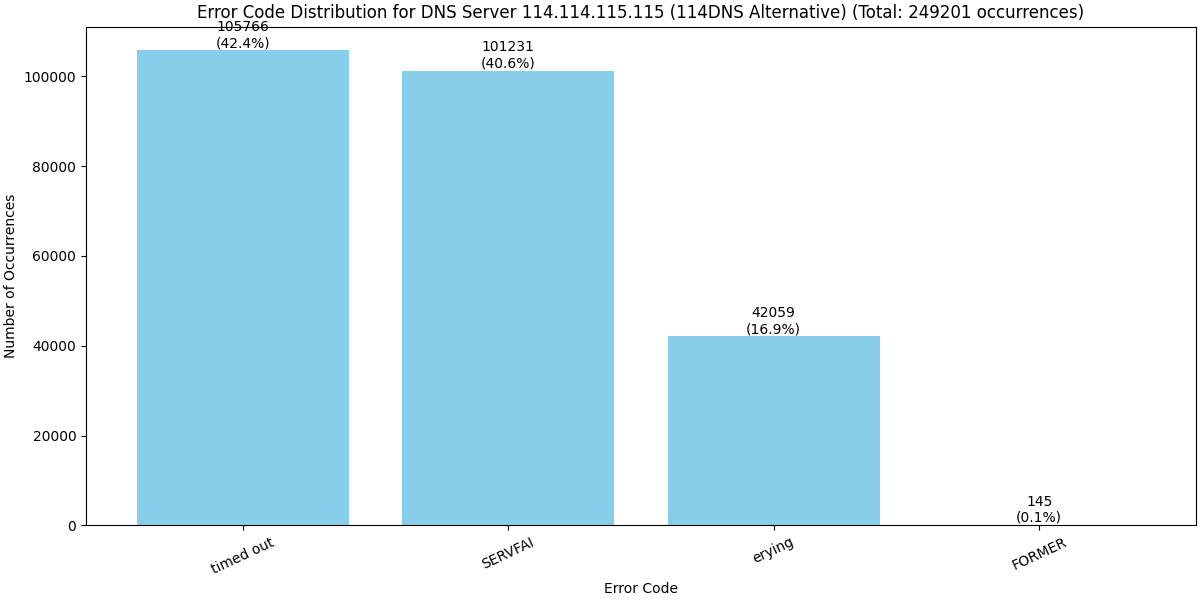 Error Code Distribution for DNS Server 114.114.115.115 (114DNS Alternative) (Total: 249201 occurrences)
105766
(42.4%)
101231
(40.6%)
42059
(16.9%)
145
(0.1%)
100000
80000
60000
40000
20000
0
Number of Occurrences
timed out
SERVFAI
erying
FORMER
Error Code